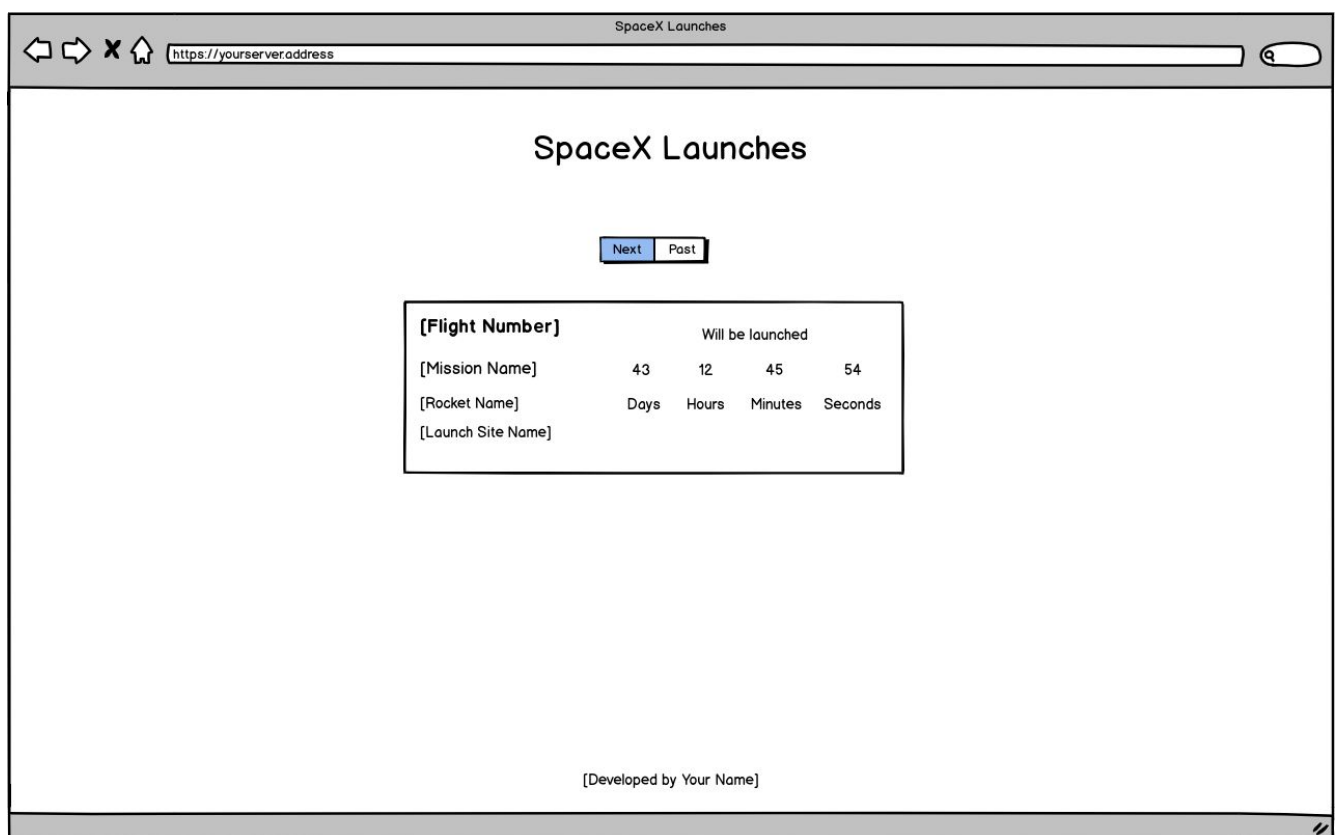 SpaceX Launches
https://yourserver.address
SpaceX Launches
Next Past
[Flight Number]
Will be launched
[Mission Name] 43 12 45 54
[Rocket Name] Days Hours Minutes Seconds
[Launch Site Name]
[Developed by Your Name]